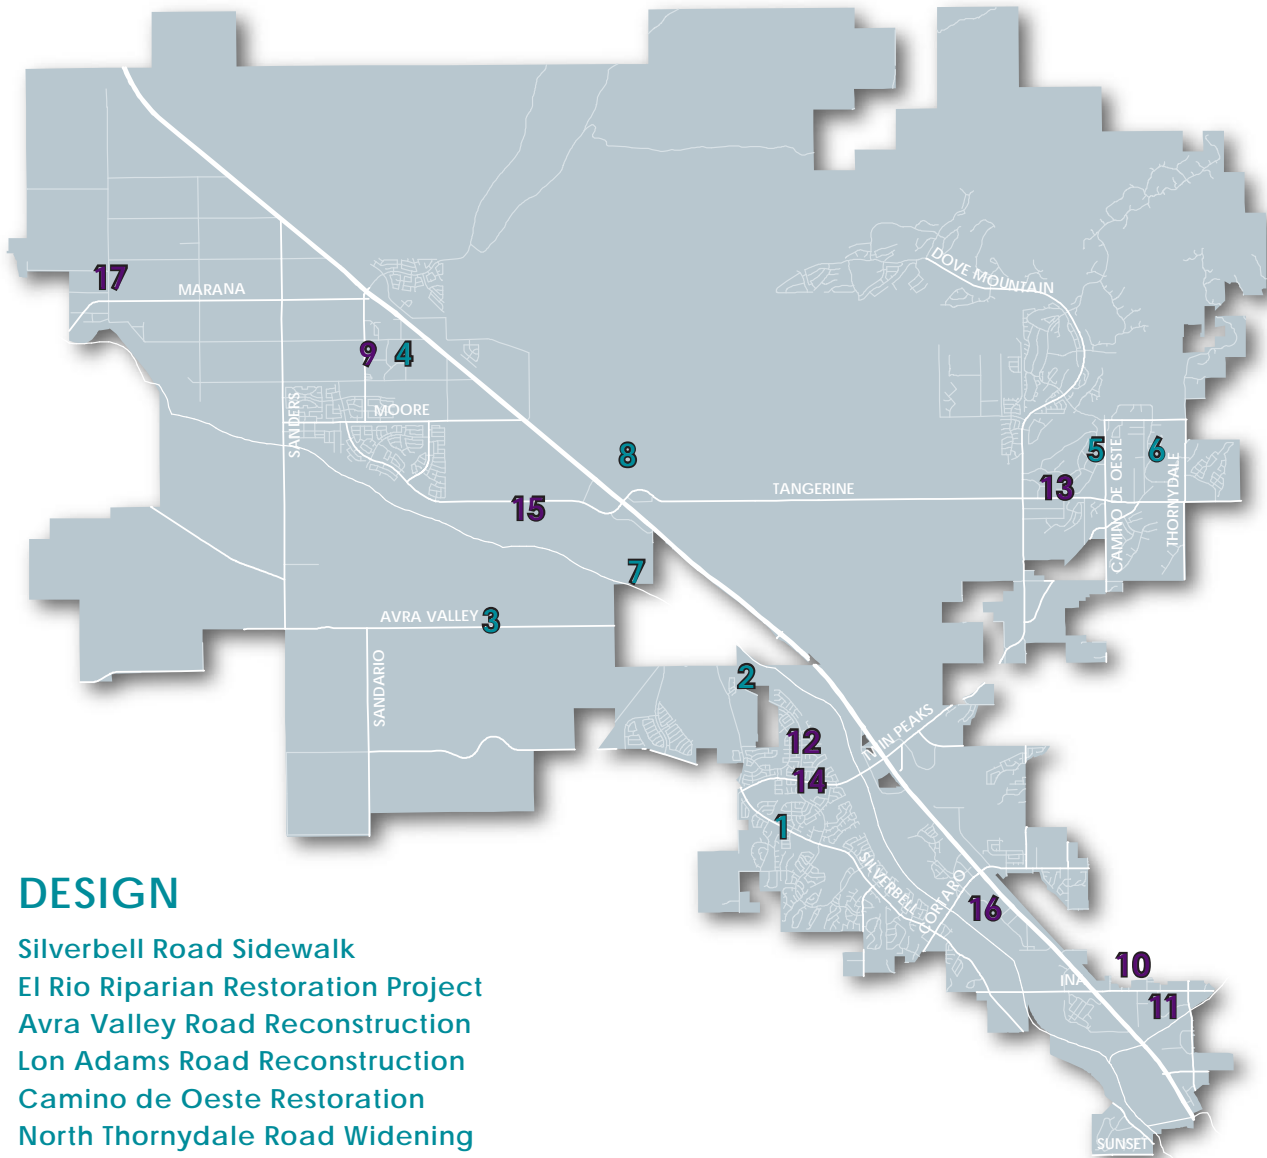 DOVE MOUNTAIN
17
MARANA
9
4
SANDERS
MOORE
8
5
6
CAMINO DE OESTE
THORNYDALE
TANGERINE
13
15
7
AVRA VALLEY
3
SANDARIO
2
12
TWIN PEAKS
14
1
SILVERBELL
CORTARO
16
10
INA
11
SUNSET
DESIGN
Silverbell Road Sidewalk
El Rio Riparian Restoration Project
Avra Valley Road Reconstruction
Lon Adams Road Reconstruction
Camino de Oeste Restoration
North Thornydale Road Widening